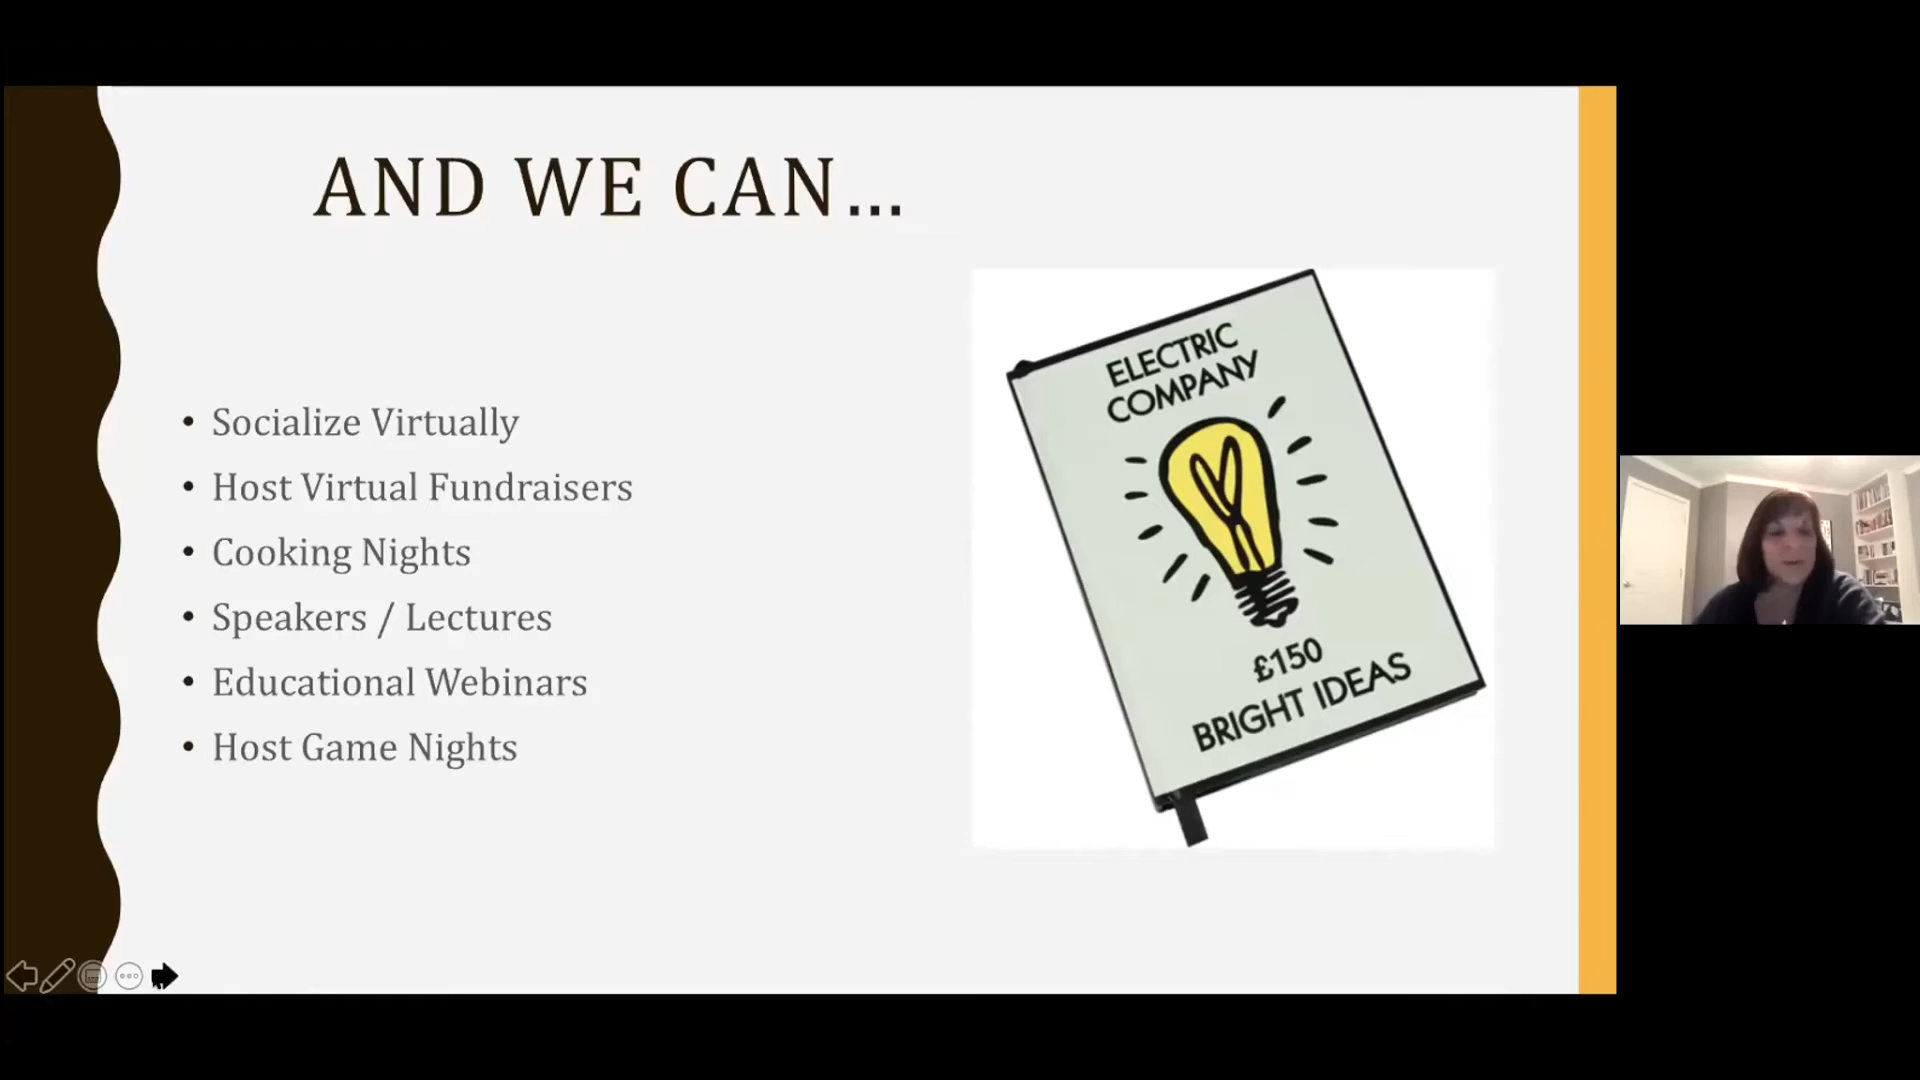 AND WE CAN...
• Socialize Virtually
• Host Virtual Fundraisers
• Cooking Nights
• Speakers / Lectures
• Educational Webinars
• Host Game Nights
ELECTRIC
COMPANY
£150
BRIGHT IDEAS